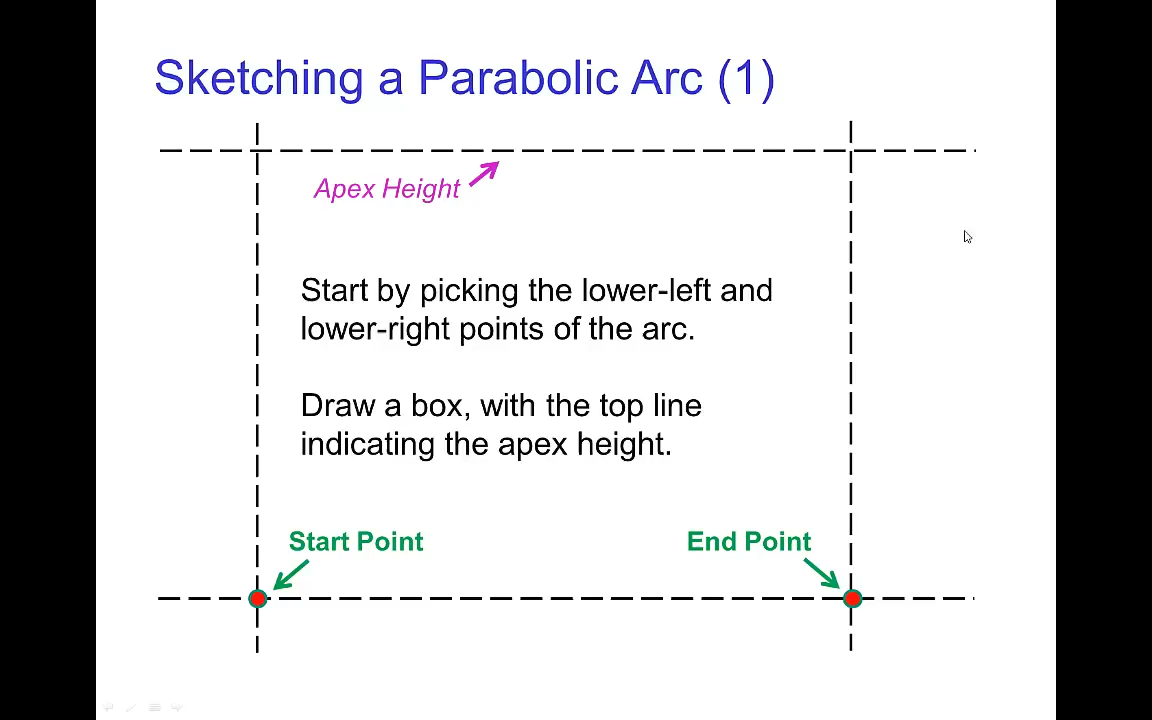 Sketching a Parabolic Arc (1)
Apex Height
Start by picking the lower-left and
lower-right points of the arc.
Draw a box, with the top line
indicating the apex height.
Start Point
End Point